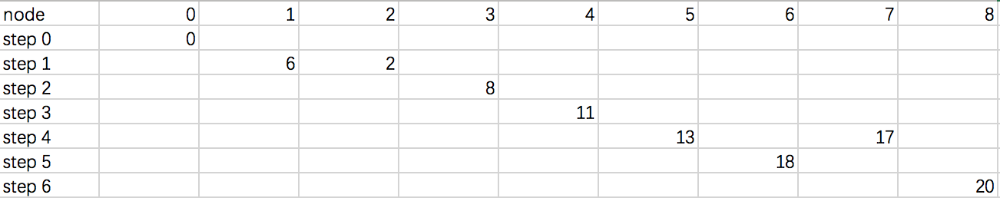 node 0 1 2 3 4 5 6 7 8
step 0 0
step 1 6 2
step 2 8
step 3 11
step 4 13 17
step 5 18
step 6 20